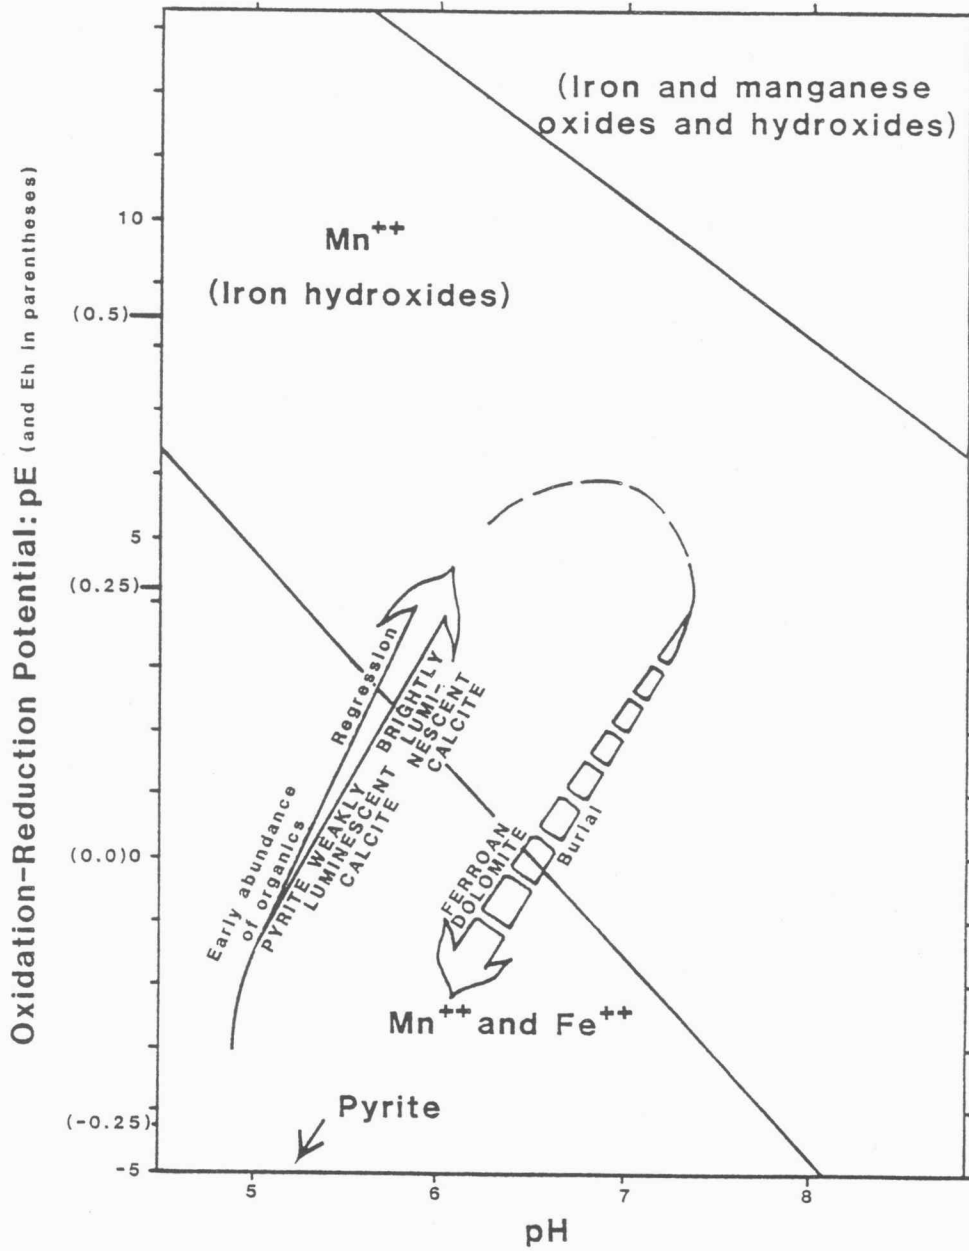 (Iron and manganese
oxides and hydroxides)
Mn++
(Iron hydroxides)
Oxidation-Reduction Potential: pE (and Eh in parentheses)
10
(0.5)
5
(0.25)
(0.0)0
(-0.25)
-5
Regression
BRIGHTLY
LUMI-
NESCENT
CALCITE
Early abundance
of organics
PYRITE WEAKLY
LUMINESCENT
CALCITE
FERROAN
DOLOMITE
Burial
Mn++ and Fe++
Pyrite
5
6
7
8
pH